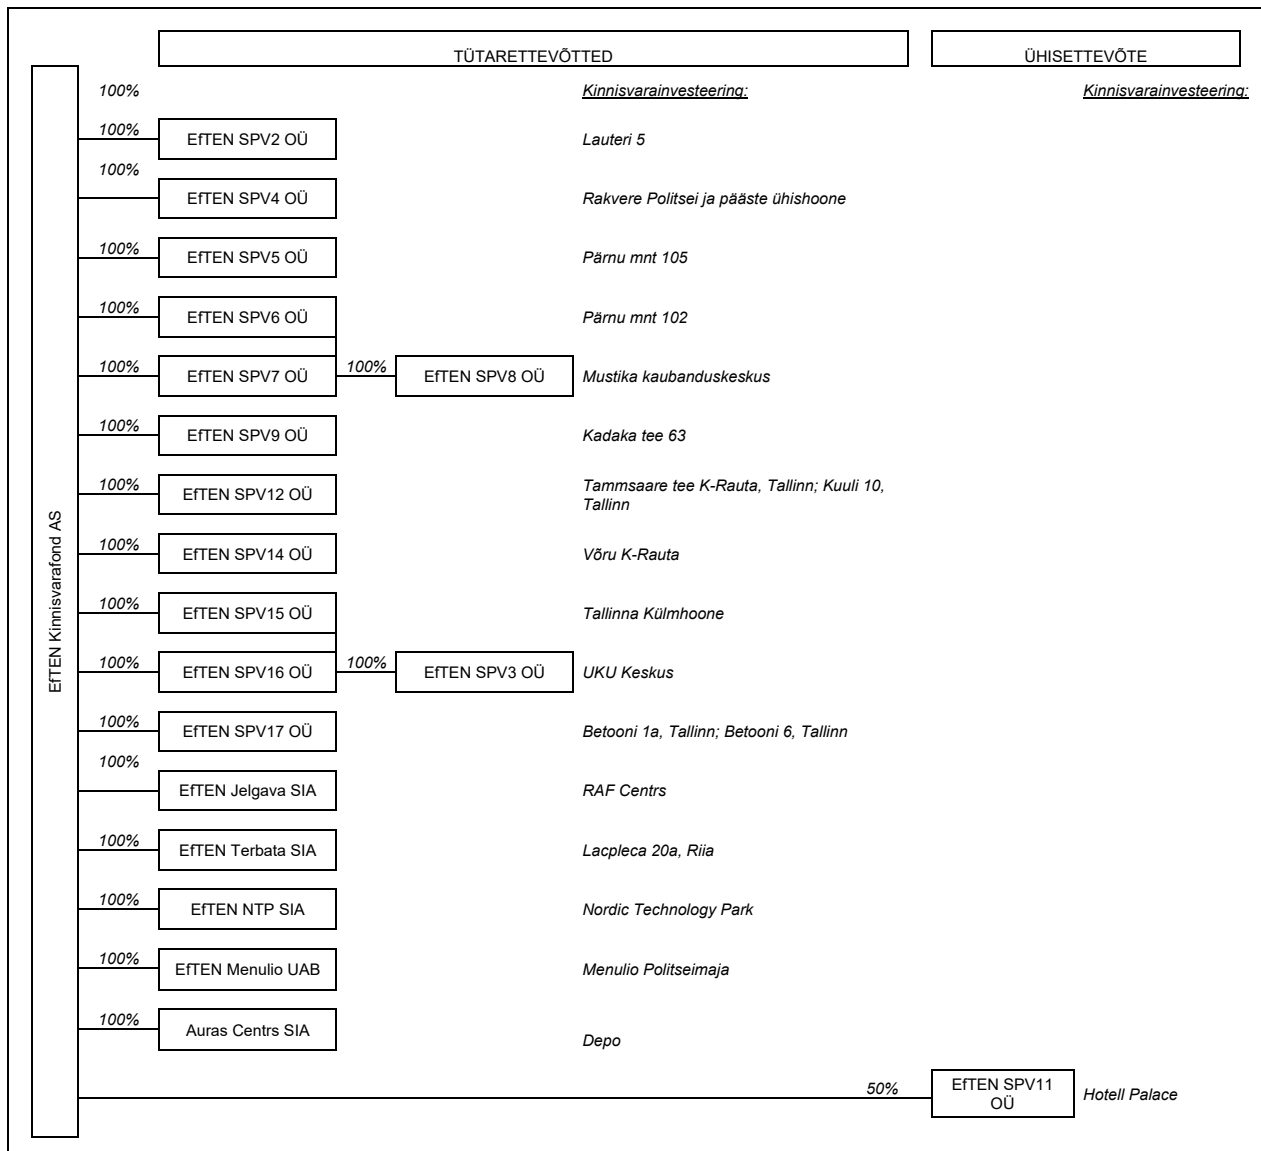 TÜTARETTEVÕTTED
ÜHISETTEVÕTE
EfTEN Kinnisvarafond AS
100%
Kinnisvarainvesteering:
Kinnisvarainvesteering:
100%
EfTEN SPV2 OÜ
Lauteri 5
100%
EfTEN SPV4 OÜ
Rakvere Politsei ja pääste ühishoone
100%
EfTEN SPV5 OÜ
Pärnu mnt 105
100%
EfTEN SPV6 OÜ
Pärnu mnt 102
100%
EfTEN SPV7 OÜ
100%
EfTEN SPV8 OÜ
Mustika kaubanduskeskus
100%
EfTEN SPV9 OÜ
Kadaka tee 63
100%
EfTEN SPV12 OÜ
Tammsaare tee K-Rauta, Tallinn; Kuuli 10,
Tallinn
100%
EfTEN SPV14 OÜ
Võru K-Rauta
100%
EfTEN SPV15 OÜ
Tallinna Külmhoone
100%
EfTEN SPV16 OÜ
100%
EfTEN SPV3 OÜ
UKU Keskus
100%
EfTEN SPV17 OÜ
Betooni 1a, Tallinn; Betooni 6, Tallinn
100%
EfTEN Jelgava SIA
RAF Centrs
100%
EfTEN Terbata SIA
Lacpleca 20a, Riia
100%
EfTEN NTP SIA
Nordic Technology Park
100%
EfTEN Menulio UAB
Menulio Politseimaja
100%
Auras Centrs SIA
Depo
50%
EfTEN SPV11
OÜ
Hotell Palace